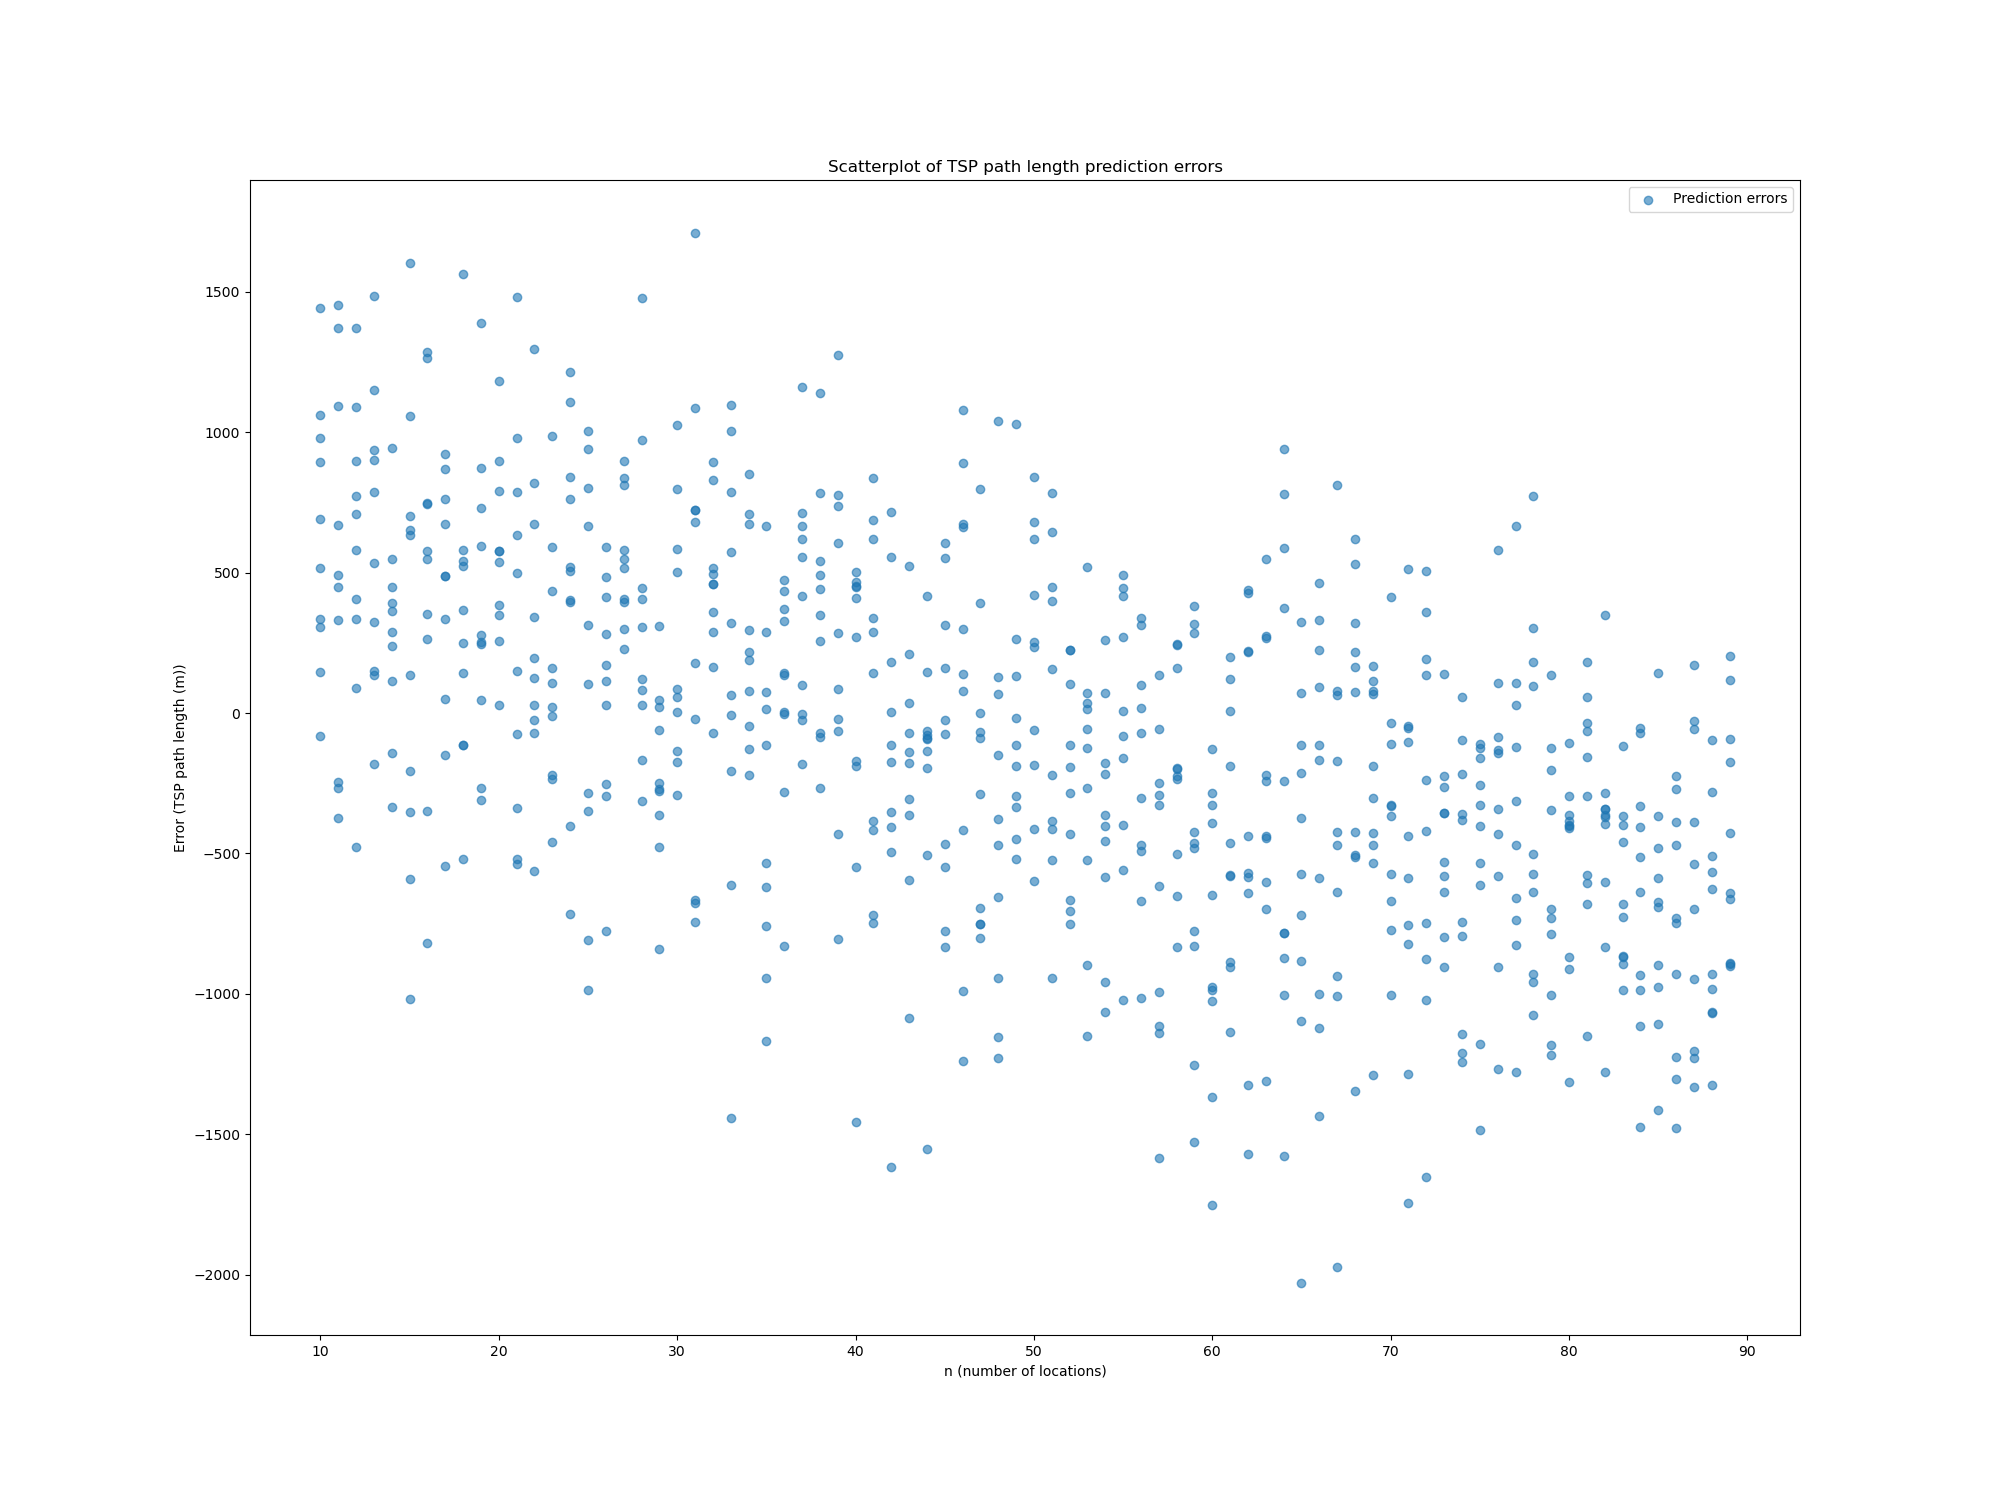 Scatterplot of TSP path length prediction errors
Prediction errors
1500
1000
500
0
−500
−1000
−1500
−2000
Error (TSP path length (m))
10 20 30 40 50 60 70 80 90
n (number of locations)